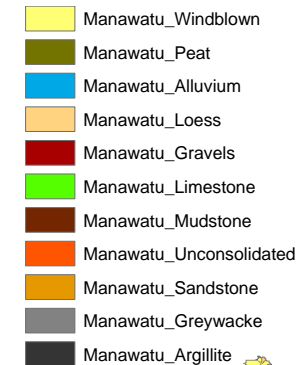 Manawatu_Windblown
Manawatu_Peat
Manawatu_Alluvium
Manawatu_Loess
Manawatu_Gravels
Manawatu_Limestone
Manawatu_Mudstone
Manawatu_Unconsolidated
Manawatu_Sandstone
Manawatu_Greywacke
Manawatu_Argillite